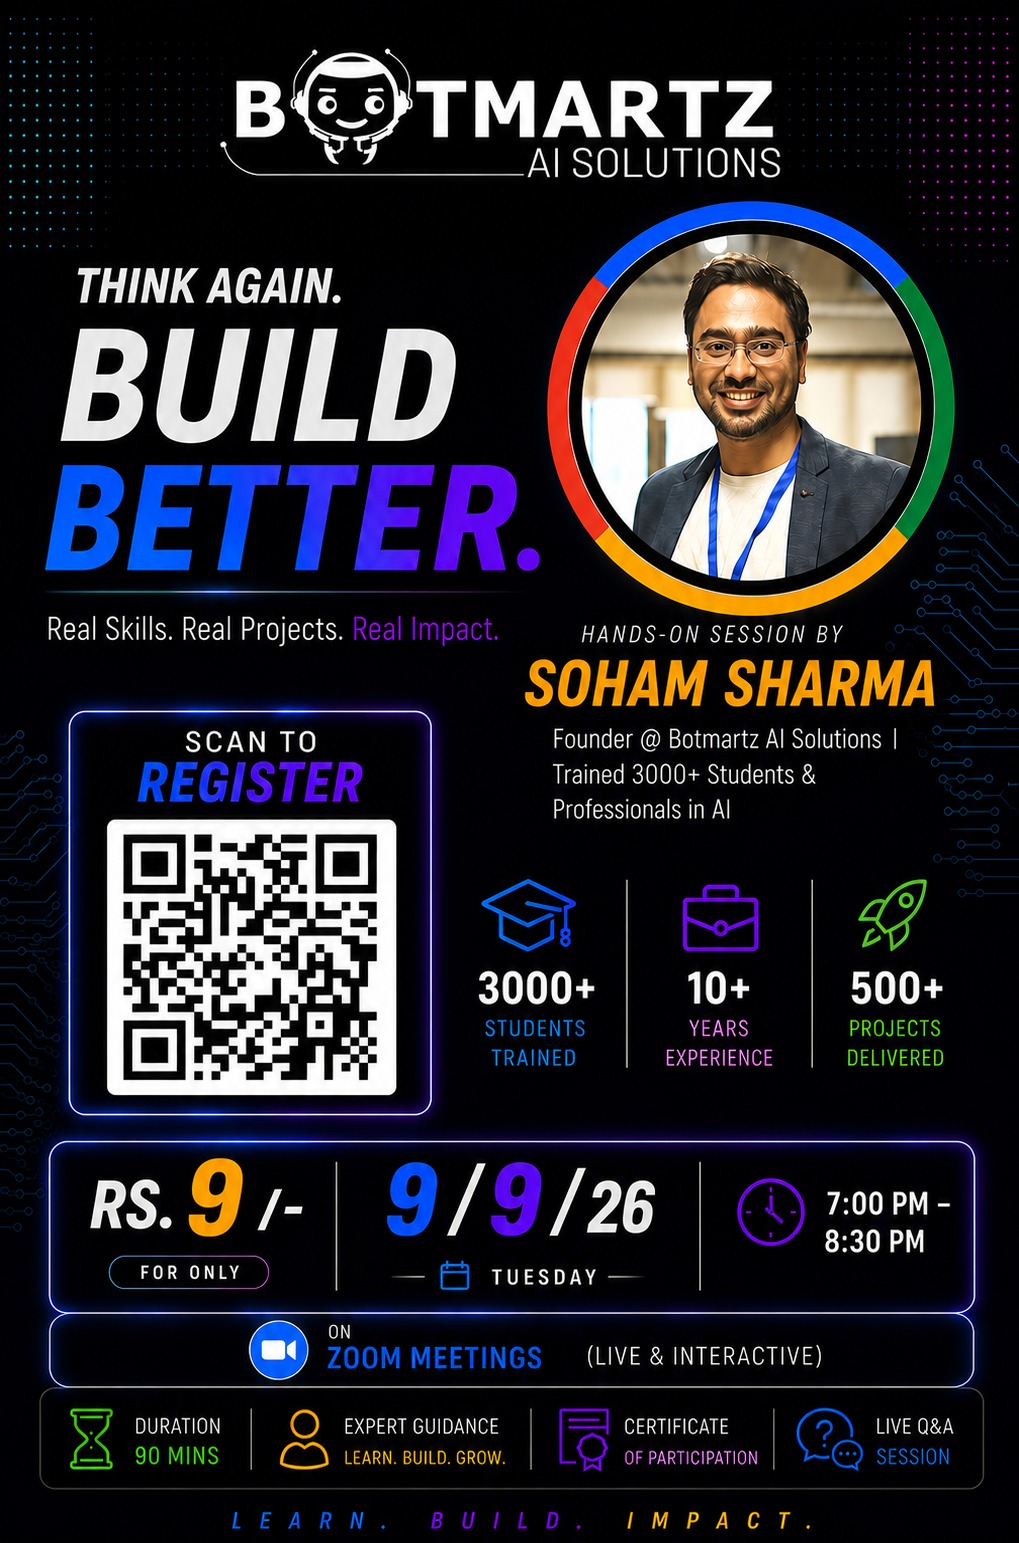 BOTMARTZ
AI SOLUTIONS
THINK AGAIN.
BUILD
BETTER.
Real Skills. Real Projects. Real Impact.
HANDS-ON SESSION BY
SOHAM SHARMA
Founder @ Botmartz AI Solutions |
Trained 3000+ Students &
Professionals in AI
SCAN TO
REGISTER
3000+
STUDENTS
TRAINED
10+
YEARS
EXPERIENCE
500+
PROJECTS
DELIVERED
RS. 9 /-
FOR ONLY
9/9/26
TUESDAY
7:00 PM –
8:30 PM
ON
ZOOM MEETINGS (LIVE & INTERACTIVE)
DURATION
90 MINS
EXPERT GUIDANCE
LEARN. BUILD. GROW.
CERTIFICATE
OF PARTICIPATION
LIVE Q&A
SESSION
LEARN. BUILD. IMPACT.